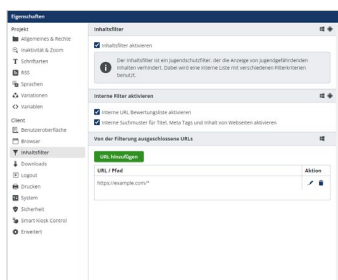 Eigenschaften
Projekt
Allgemeines & Rechte
Inaktivität & Zoom
Schriftarten
RSS
Sprachen
Variationen
Variablen
Client
Benutzeroberfläche
Browser
Inhaltsfilter
Downloads
Logout
Drucken
System
Sicherheit
Smart Kiosk Control
Erweitert
Inhaltsfilter
Inhaltsfilter aktivieren
Der Inhaltsfilter ist ein Jugendschutzfilter, der die Anzeige von jugendgefährdenden
Inhalten verhindert. Dabei wird eine interne Liste mit verschiedenen Filterkriterien
benutzt.
Interne Filter aktivieren
Interne URL Bewertungsliste aktivieren
Interne Suchmuster für Titel, Meta Tags und Inhalt von Webseiten aktivieren
Von der Filterung ausgeschlossene URLs
URL hinzufügen
URL / Pfad Aktion
https://example.com/*